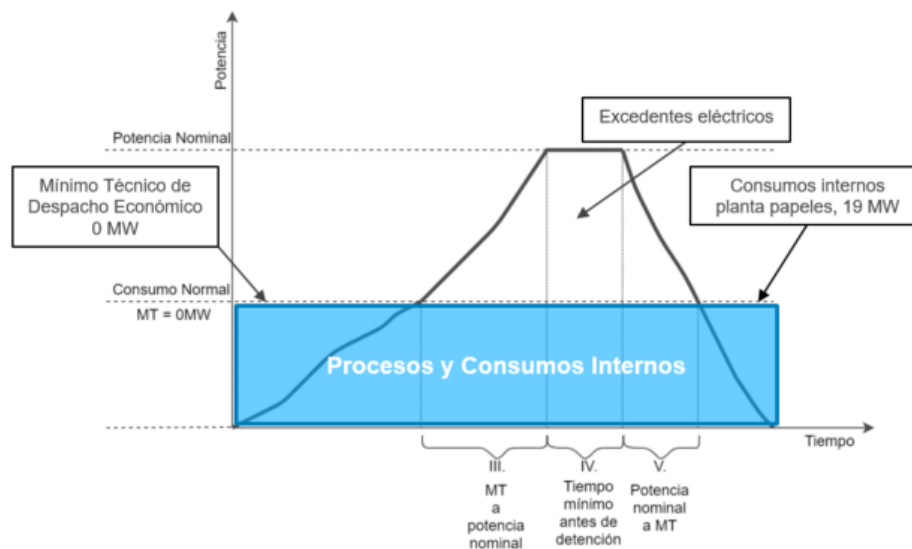 Potencia
Excedentes eléctricos
Potencia Nominal
Mínimo Técnico de
Despacho Económico
0 MW
Consumos internos
planta papeles, 19 MW
Consumo Normal
MT = 0MW
Procesos y Consumos Internos
Tiempo
III.
MT
a
potencia
nominal
IV.
Tiempo
mínimo
antes de
detención
V.
Potencia
nominal
a MT